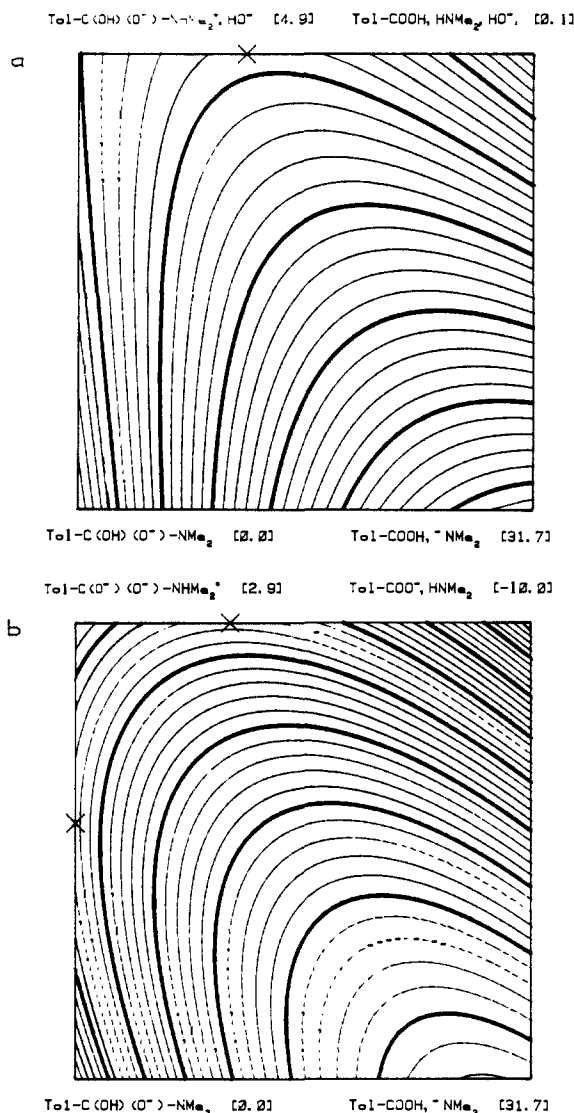 Tol-C(OH)(O⁻)-NHMe₂⁺, HO⁻ [4.9] Tol-COOH, HNMe₂, HO⁻, [0.1]
a
Tol-C(OH)(O⁻)-NMe₂ [0.0] Tol-COOH, ⁻NMe₂ [31.7]
Tol-C(O⁻)(O⁻)-NHMe₂⁺ [2.9] Tol-COO⁻, HNMe₂ [-10.0]
b
Tol-C(OH)(O⁻)-NMe₂ [0.0] Tol-COOH, ⁻NMe₂ [31.7]